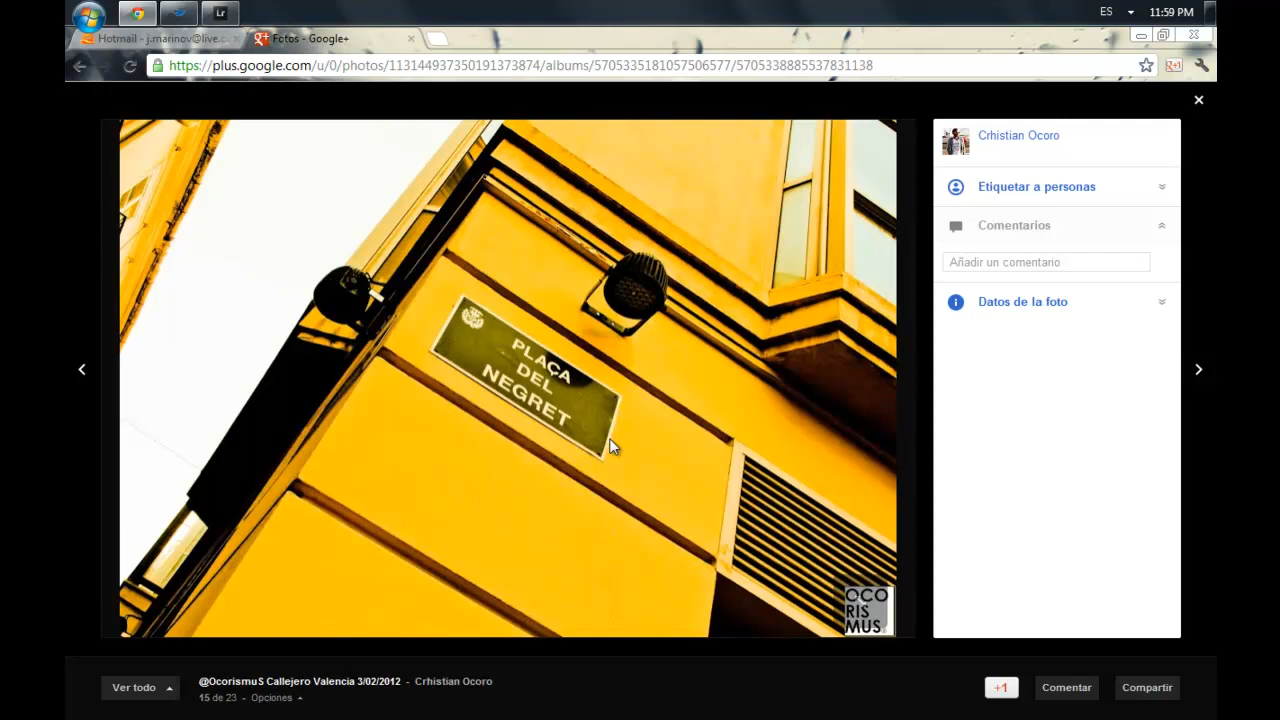 Lr
ES
11:59 PM
Hotmail - j.marinov@live.c
Fotos - Google+
https://plus.google.com/u/0/photos/113144937350191373874/albums/5705335181057506577/5705338885537831138
Crhistian Ocoro
Etiquetar a personas
Comentarios
Añadir un comentario
Datos de la foto
PLAÇA
DEL
NEGRET
OCO
RIS
MUS
Ver todo
@OcorismuS Callejero Valencia 3/02/2012 - Crhistian Ocoro
15 de 23 - Opciones
+1
Comentar
Compartir